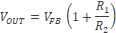 V_OUT = V_FB (1 + R_1 / R_2)